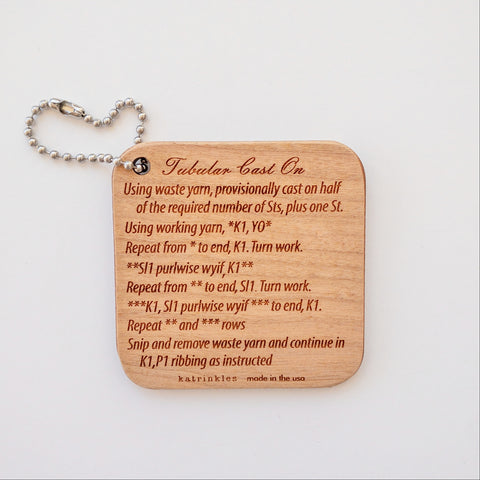 Tubular Cast On
Using waste yarn, provisionally cast on half
of the required number of Sts, plus one St.
Using working yarn, *K1, YO*
Repeat from * to end, K1. Turn work.
**Sl1 purlwise wyif, K1**
Repeat from ** to end, Sl1. Turn work.
***K1, Sl1 purlwise wyif *** to end, K1.
Repeat ** and *** rows
Snip and remove waste yarn and continue in
K1,P1 ribbing as instructed
katrinkles made in the usa